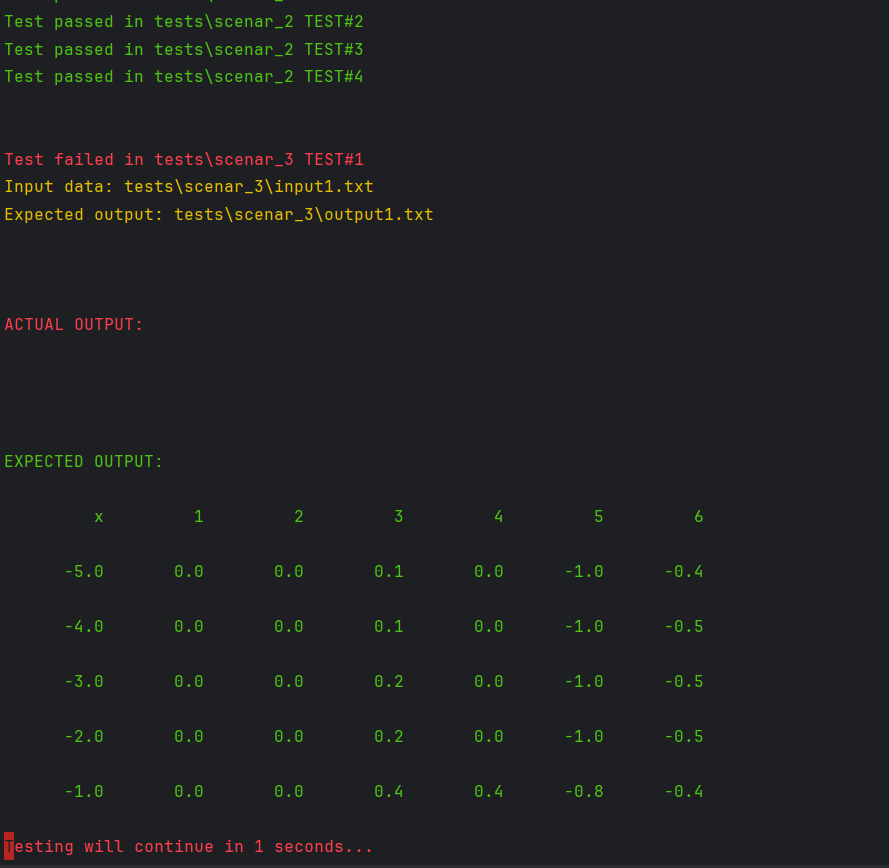 Test passed in tests\scenar_2 TEST#2
Test passed in tests\scenar_2 TEST#3
Test passed in tests\scenar_2 TEST#4
Test failed in tests\scenar_3 TEST#1
Input data: tests\scenar_3\input1.txt
Expected output: tests\scenar_3\output1.txt
ACTUAL OUTPUT:
EXPECTED OUTPUT:
x 1 2 3 4 5 6
-5.0 0.0 0.0 0.1 0.0 -1.0 -0.4
-4.0 0.0 0.0 0.1 0.0 -1.0 -0.5
-3.0 0.0 0.0 0.2 0.0 -1.0 -0.5
-2.0 0.0 0.0 0.2 0.0 -1.0 -0.5
-1.0 0.0 0.0 0.4 0.4 -0.8 -0.4
Testing will continue in 1 seconds...